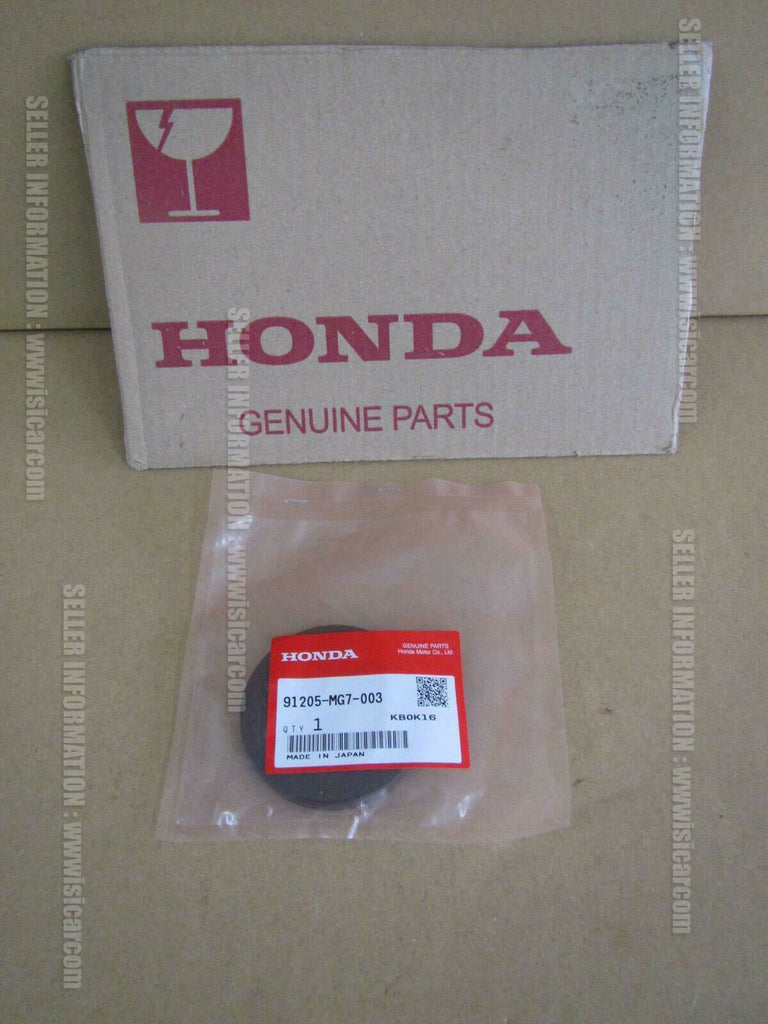 HONDA
GENUINE PARTS
HONDA
GENUINE PARTS
Honda Motor Co., Ltd.
91205-MG7-003
KB0K16
QTY 1
MADE IN JAPAN
SELLER INFORMATION : www.isicar.com
SELLER INFORMATION : www.isicar.com
SELLER INFORMATION : www.isicar.com
SELLER INFORMATION : www.isicar.com
SELLER INFORMATION : www.isicar.com